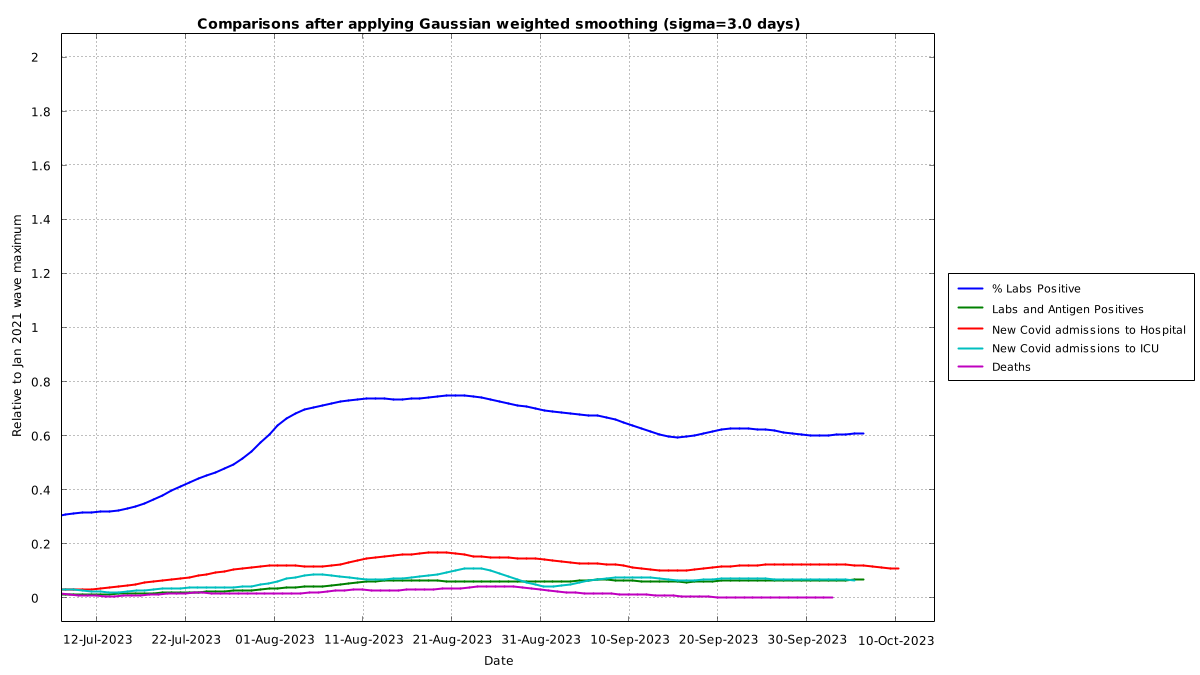 Comparisons after applying Gaussian weighted smoothing (sigma=3.0 days)
Relative to Jan 2021 wave maximum
2
1.8
1.6
1.4
1.2
1
0.8
0.6
0.4
0.2
0
12-Jul-2023 22-Jul-2023 01-Aug-2023 11-Aug-2023 21-Aug-2023 31-Aug-2023 10-Sep-2023 20-Sep-2023 30-Sep-2023 10-Oct-2023
Date
% Labs Positive
Labs and Antigen Positives
New Covid admissions to Hospital
New Covid admissions to ICU
Deaths